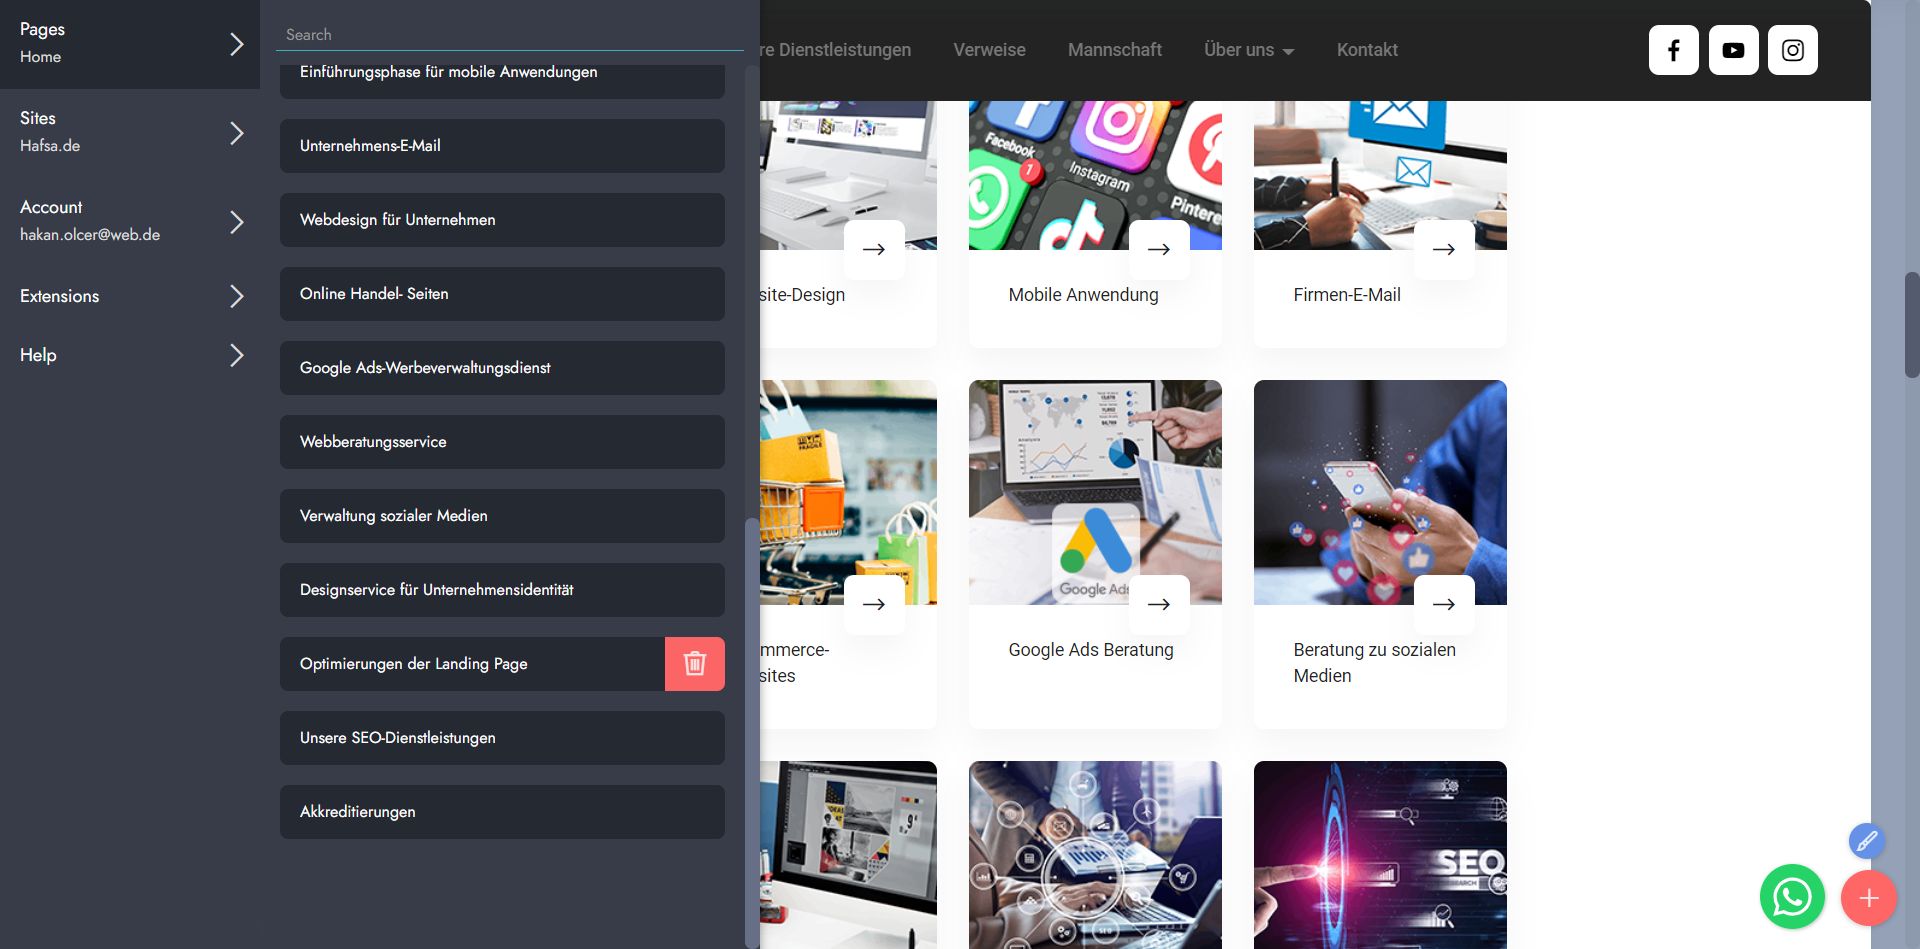 Pages
Home
Sites
Hafsa.de
Account
hakan.olcer@web.de
Extensions
Help
Search
Einführungsphase für mobile Anwendungen
Unternehmens-E-Mail
Webdesign für Unternehmen
Online Handel- Seiten
Google Ads-Werbeverwaltungsdienst
Webberatungsservice
Verwaltung sozialer Medien
Designservice für Unternehmensidentität
Optimierungen der Landing Page
Unsere SEO-Dienstleistungen
Akkreditierungen
re Dienstleistungen
Verweise
Mannschaft
Über uns
Kontakt
Facebook
1
Instagram
Pintere
site-Design
Mobile Anwendung
Firmen-E-Mail
FRAGILE
Google Ads
mmerce-
sites
Google Ads Beratung
Beratung zu sozialen
Medien
SEO